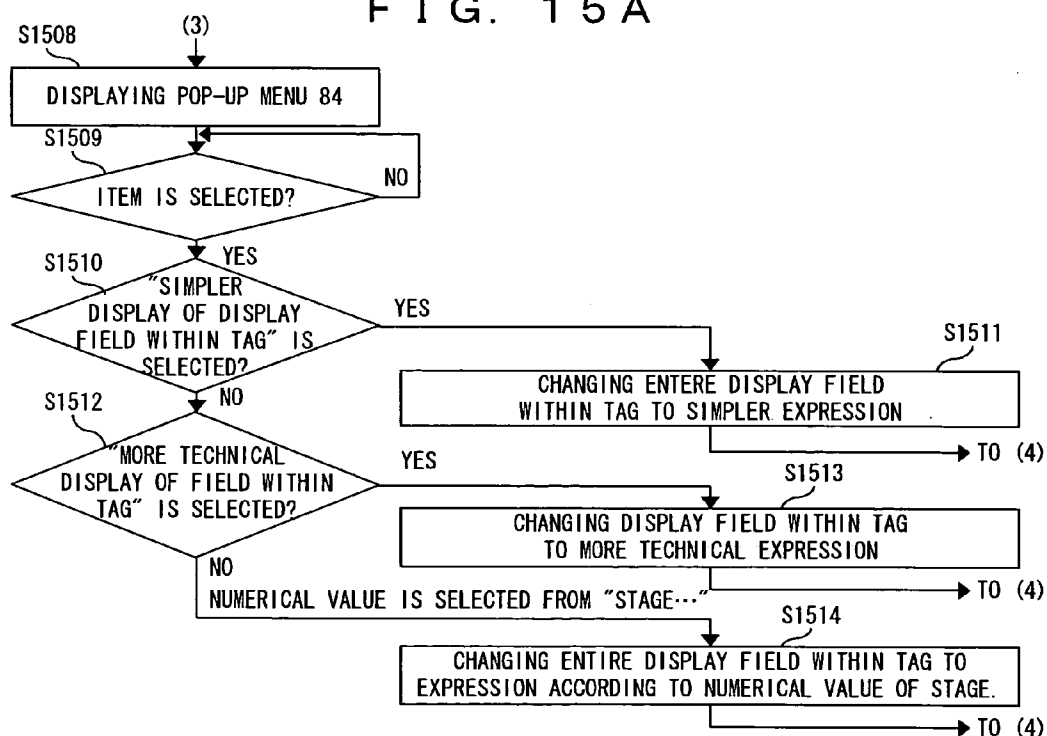 FIG. 15A
(3)
S1508
DISPLAYING POP-UP MENU 84
S1509
ITEM IS SELECTED?
NO
YES
S1510
"SIMPLER
DISPLAY OF DISPLAY
FIELD WITHIN TAG" IS
SELECTED?
YES
NO
S1511
CHANGING ENTERE DISPLAY FIELD
WITHIN TAG TO SIMPLER EXPRESSION
TO (4)
S1512
"MORE TECHNICAL
DISPLAY OF FIELD WITHIN
TAG" IS SELECTED?
YES
S1513
CHANGING DISPLAY FIELD WITHIN TAG
TO MORE TECHNICAL EXPRESSION
TO (4)
NO
NUMERICAL VALUE IS SELECTED FROM "STAGE···"
S1514
CHANGING ENTIRE DISPLAY FIELD WITHIN TAG TO
EXPRESSION ACCORDING TO NUMERICAL VALUE OF STAGE.
TO (4)